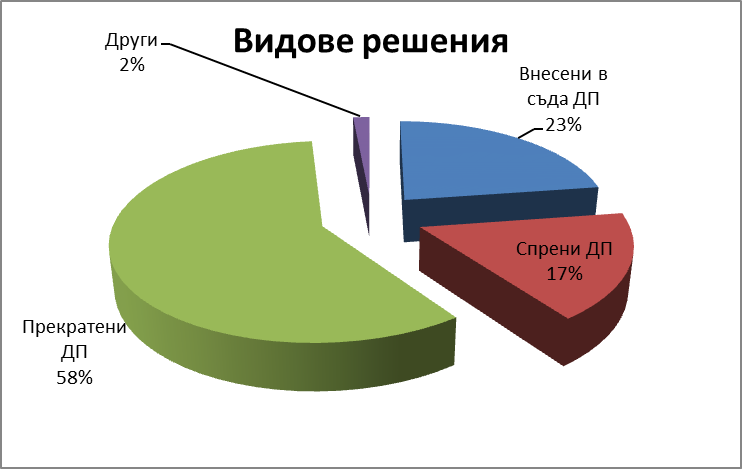 Видове решения
Други
2%
Внесени в
съда ДП
23%
Спрени ДП
17%
Прекратени
ДП
58%